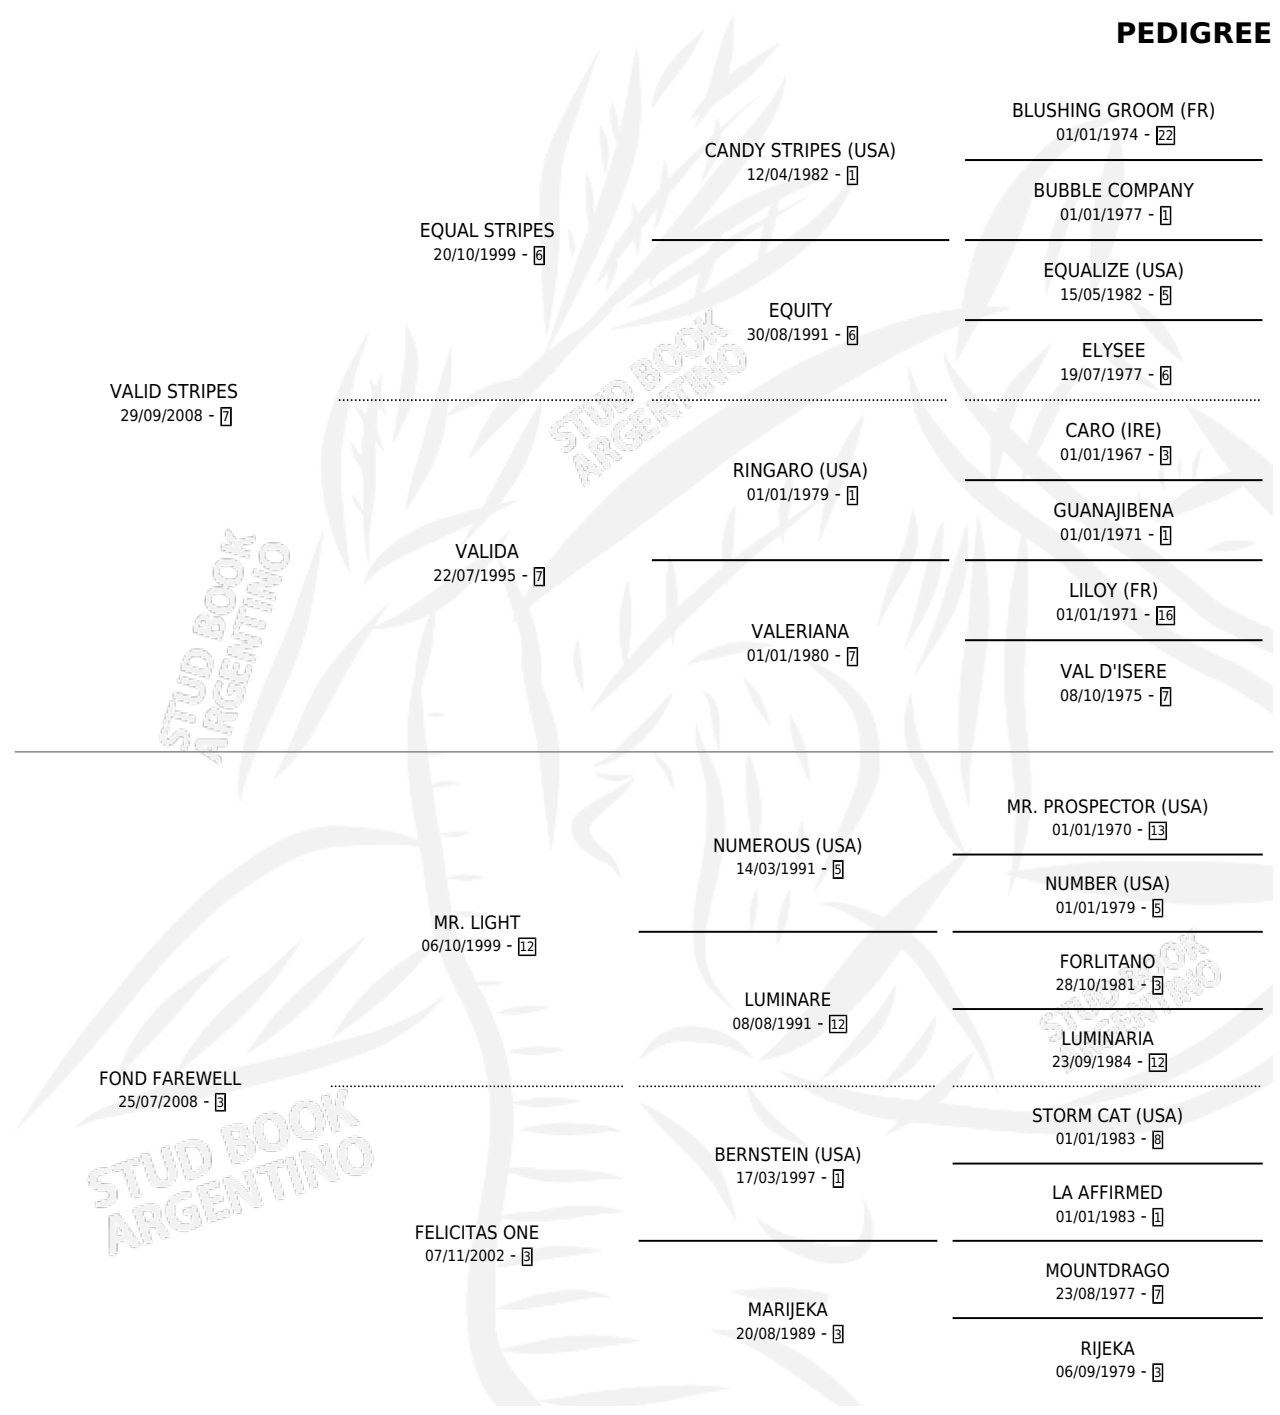 PEDIGREE
BLUSHING GROOM (FR)
01/01/1974 - 22
CANDY STRIPES (USA)
12/04/1982 - 1
BUBBLE COMPANY
01/01/1977 - 1
EQUAL STRIPES
20/10/1999 - 6
EQUALIZE (USA)
15/05/1982 - 5
EQUITY
30/08/1991 - 6
ELYSEE
19/07/1977 - 6
VALID STRIPES
29/09/2008 - 7
CARO (IRE)
01/01/1967 - 3
RINGARO (USA)
01/01/1979 - 1
GUANAJIBENA
01/01/1971 - 1
VALIDA
22/07/1995 - 7
LILOY (FR)
01/01/1971 - 16
VALERIANA
01/01/1980 - 7
VAL D'ISERE
08/10/1975 - 7
MR. PROSPECTOR (USA)
01/01/1970 - 13
NUMEROUS (USA)
14/03/1991 - 5
NUMBER (USA)
01/01/1979 - 5
MR. LIGHT
06/10/1999 - 12
FORLITANO
28/10/1981 - 3
LUMINARE
08/08/1991 - 12
LUMINARIA
23/09/1984 - 12
FOND FAREWELL
25/07/2008 - 3
STORM CAT (USA)
01/01/1983 - 8
BERNSTEIN (USA)
17/03/1997 - 1
LA AFFIRMED
01/01/1983 - 1
FELICITAS ONE
07/11/2002 - 3
MOUNTDRAGO
23/08/1977 - 7
MARIJEKA
20/08/1989 - 3
RIJEKA
06/09/1979 - 3
STUD BOOK
ARGENTINO
STUD BOOK
ARGENTINO
STUD BOOK
ARGENTINO
STUD BOOK
ARGENTINO